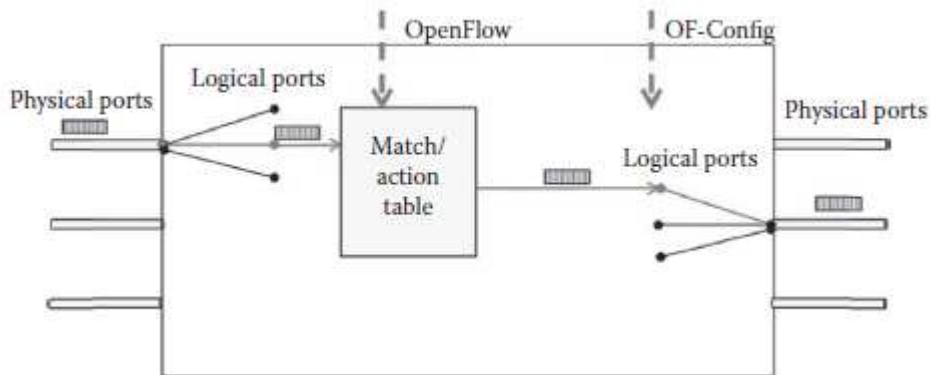 OpenFlow
OF-Config
Logical ports
Physical ports
Physical ports
Match/
action
table
Logical ports